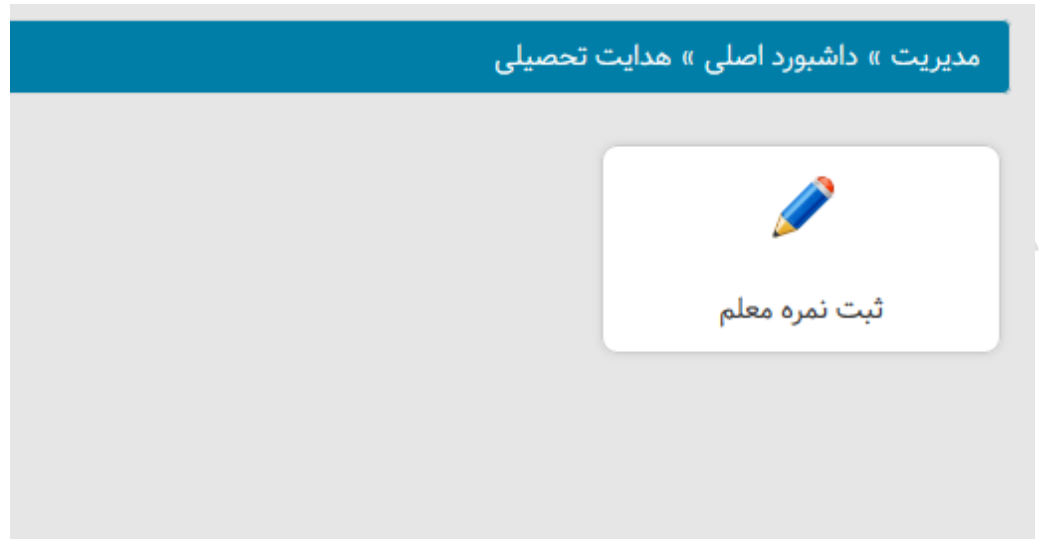 مدیریت » داشبورد اصلی » هدایت تحصیلی
ثبت نمره معلم